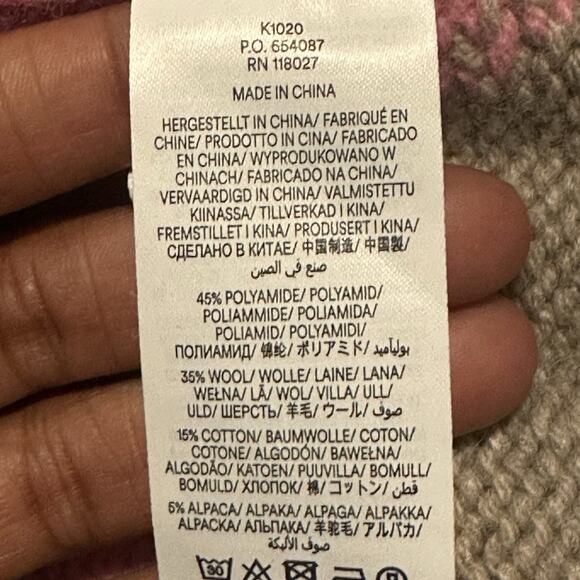 K1020
P.O. 654087
RN 118027
MADE IN CHINA
HERGESTELLT IN CHINA/ FABRIQUÉ EN
CHINE/ PRODOTTO IN CINA/ FABRICADO
EN CHINA/ WYPRODUKOWANO W
CHINACH/ FABRICADO NA CHINA/
VERVAARDIGD IN CHINA/ VALMISTETTU
KIINASSA/ TILLVERKAD I KINA/
FREMSTILLET I KINA/ PRODUSERT I KINA/
СДЕЛАНО В КИТАЕ/ 中国制造/ 中国製/
صنع في الصين
45% POLYAMIDE/ POLYAMID/
POLIAMMIDE/ POLIAMIDA/
POLIAMID/ POLYAMIDI/
ПОЛИАМИД/ 锦纶/ ポリアミド/ بولياميد
35% WOOL/ WOLLE/ LAINE/ LANA/
WEŁNA/ LÃ/ WOL/ VILLA/ ULL/
ULD/ ШЕРСТЬ/ 羊毛/ ウール/ صوف
15% COTTON/ BAUMWOLLE/ COTON/
COTONE/ ALGODÓN/ BAWEŁNA/
ALGODÃO/ KATOEN/ PUUVILLA/ BOMULL/
BOMULD/ ХЛОПОК/ 棉/ コットン/ قطن
5% ALPACA/ ALPAKA/ ALPAGA/ ALPAKKA/
ALPACKA/ АЛЬПАКА/ 羊驼毛/ アルパカ/
صوف الألبكة
30